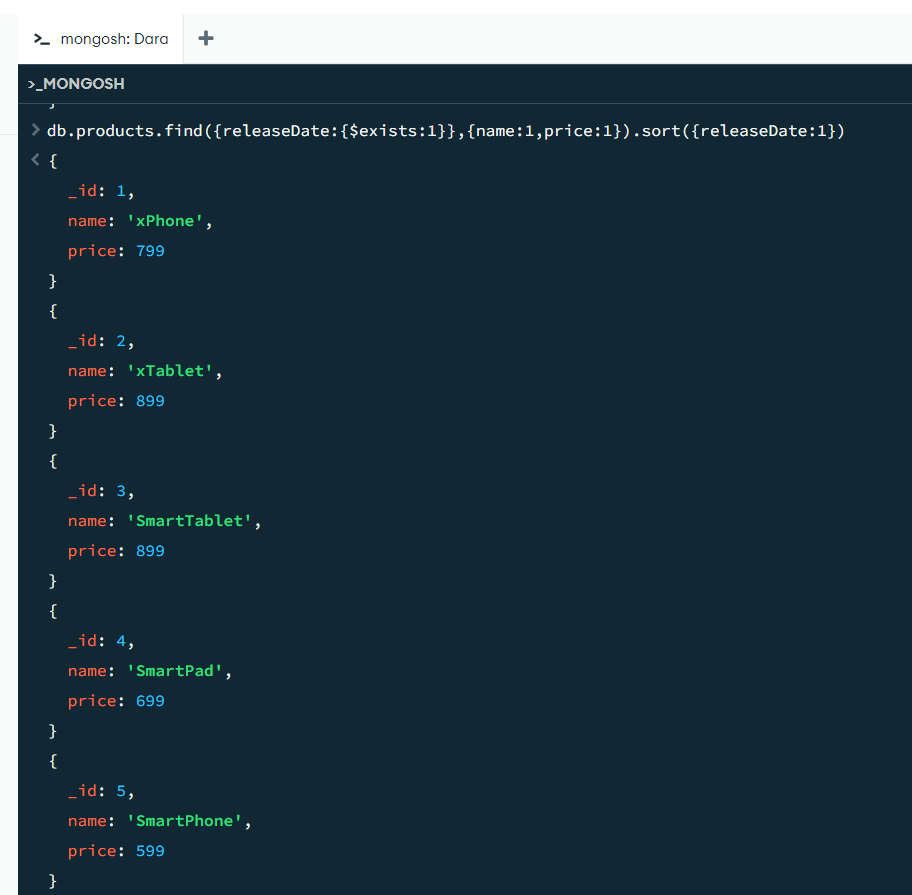 mongosh: Dara
>_MONGOSH
}
> db.products.find({releaseDate:{$exists:1}},{name:1,price:1}).sort({releaseDate:1})
< {
_id: 1,
name: 'xPhone',
price: 799
}
{
_id: 2,
name: 'xTablet',
price: 899
}
{
_id: 3,
name: 'SmartTablet',
price: 899
}
{
_id: 4,
name: 'SmartPad',
price: 699
}
{
_id: 5,
name: 'SmartPhone',
price: 599
}